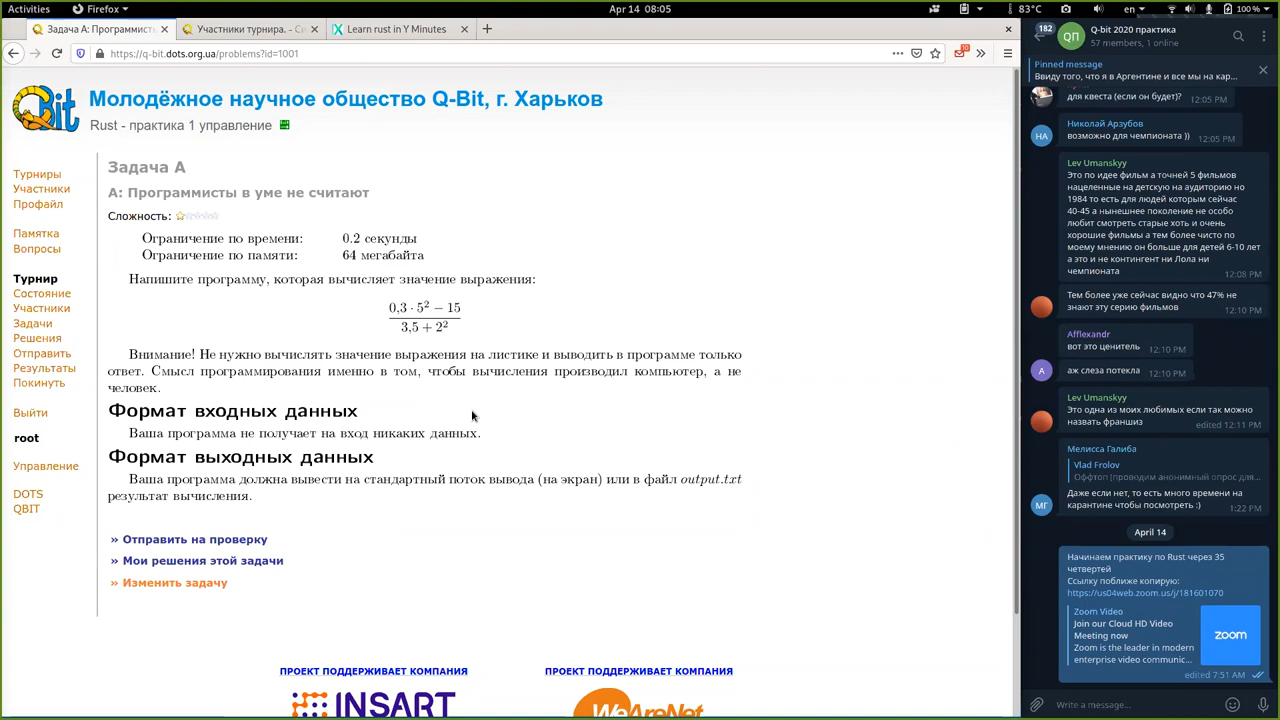 Activities
Firefox
Apr 14 08:05
83°C
en
100 %
Задача A: Программисть
Участники турнира. - Си
Learn rust in Y Minutes
https://q-bit.dots.org.ua/problems?id=1001
10
QBit
Молодёжное научное общество Q-Bit, г. Харьков
Rust - практика 1 управление
Турниры
Участники
Профайл
Памятка
Вопросы
Турнир
Состояние
Участники
Задачи
Решения
Отправить
Результаты
Покинуть
Выйти
root
Управление
DOTS
QBIT
Задача A
A: Программисты в уме не считают
Сложность:
Ограничение по времени: 0.2 секунды
Ограничение по памяти: 64 мегабайта
Напишите программу, которая вычисляет значение выражения:
0,3 · 5² − 15
3,5 + 2²
Внимание! Не нужно вычислять значение выражения на листике и выводить в программе только
ответ. Смысл программирования именно в том, чтобы вычисления производил компьютер, а не
человек.
Формат входных данных
Ваша программа не получает на вход никаких данных.
Формат выходных данных
Ваша программа должна вывести на стандартный поток вывода (на экран) или в файл output.txt
результат вычисления.
» Отправить на проверку
» Мои решения этой задачи
» Изменить задачу
ПРОЕКТ ПОДДЕРЖИВАЕТ КОМПАНИЯ
INSART
ПРОЕКТ ПОДДЕРЖИВАЕТ КОМПАНИЯ
WeAreNet
182
QП
Q-bit 2020 практика
57 members, 1 online
Pinned message
Ввиду того, что я в Аргентине и все мы на кар...
для квеста (если он будет)?
12:05 PM
Николай Арзубов
НА
возможно для чемпионата ))
12:05 PM
Lev Umanskyy
Это по идее фильм а точней 5 фильмов
нацеленные на детскую на аудиторию но
1984 то есть для людей которым сейчас
40-45 а нынешнее поколение не особо
любит смотреть старые хоть и очень
хорошие фильмы а тем более чисто по
моему мнению он больше для детей 6-10 лет
а это и не контингент ни Лола ни
чемпионата
12:08 PM
Тем более уже сейчас видно что 47% не
знают эту серию фильмов
12:10 PM
Afflexandr
вот это ценитель
12:10 PM
A
аж слеза потекла
12:10 PM
Lev Umanskyy
Это одна из моих любимых если так можно
назвать франшиз
edited 12:11 PM
Мелисса Галиба
Vlad Frolov
Оффтоп [проводим анонимный опрос для...
Даже если нет, то есть много времени на
карантине чтобы посмотреть :)
МГ
1:22 PM
April 14
Начинаем практику по Rust через 35
четвертей
Ссылку поближе копирую:
https://us04web.zoom.us/j/181601070
Zoom Video
Join our Cloud HD Video
Meeting now
Zoom is the leader in modern
enterprise video communic...
zoom
edited 7:51 AM
Write a message...